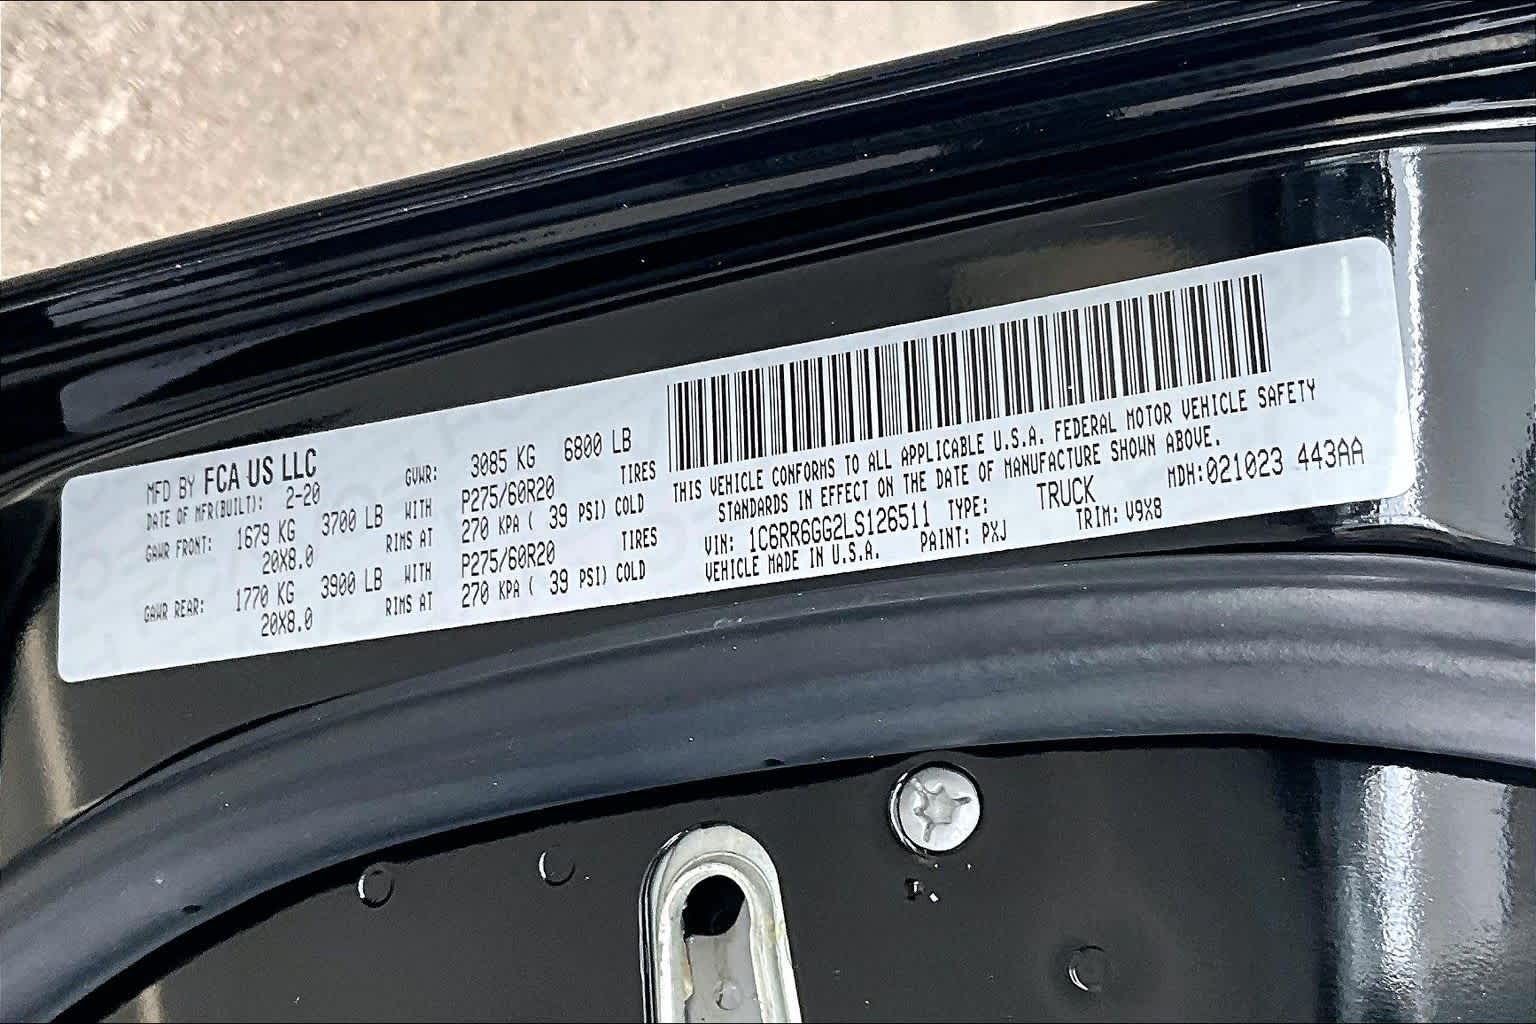 MFD BY FCA US LLC
DATE OF MFR(BUILT): 2-20 GVWR: 3085 KG 6800 LB
GAWR FRONT: 1679 KG 3700 LB WITH P275/60R20 TIRES
20X8.0 RIMS AT 270 KPA ( 39 PSI) COLD
GAWR REAR: 1770 KG 3900 LB WITH P275/60R20 TIRES
20X8.0 RIMS AT 270 KPA ( 39 PSI) COLD
THIS VEHICLE CONFORMS TO ALL APPLICABLE U.S.A. FEDERAL MOTOR VEHICLE SAFETY
STANDARDS IN EFFECT ON THE DATE OF MANUFACTURE SHOWN ABOVE.
VIN: 1C6RR6GG2LS126511 TYPE: TRUCK MDH:021023 443AA
VEHICLE MADE IN U.S.A. PAINT: PXJ TRIM: V9X8